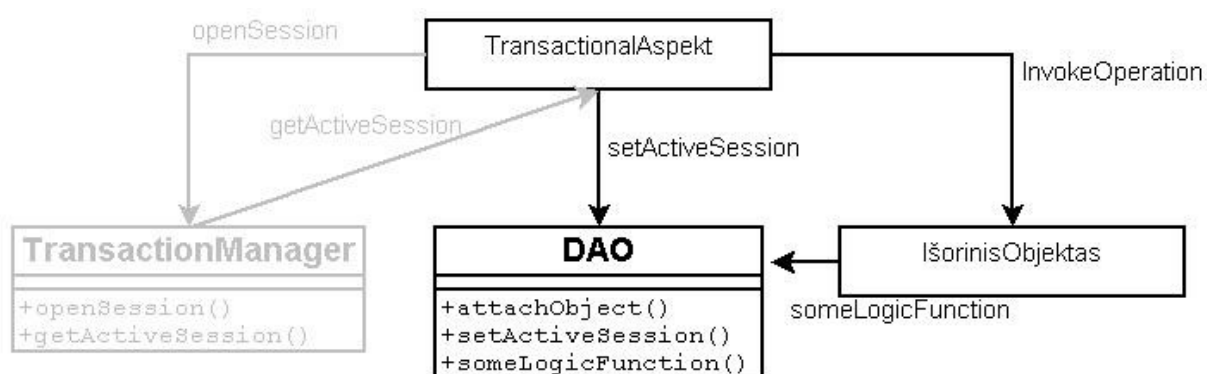 openSession
TransactionalAspekt
InvokeOperation
getActiveSession
setActiveSession
TransactionManager
+openSession()
+getActiveSession()
DAO
+attachObject()
+setActiveSession()
+someLogicFunction()
IšorinisObjektas
someLogicFunction